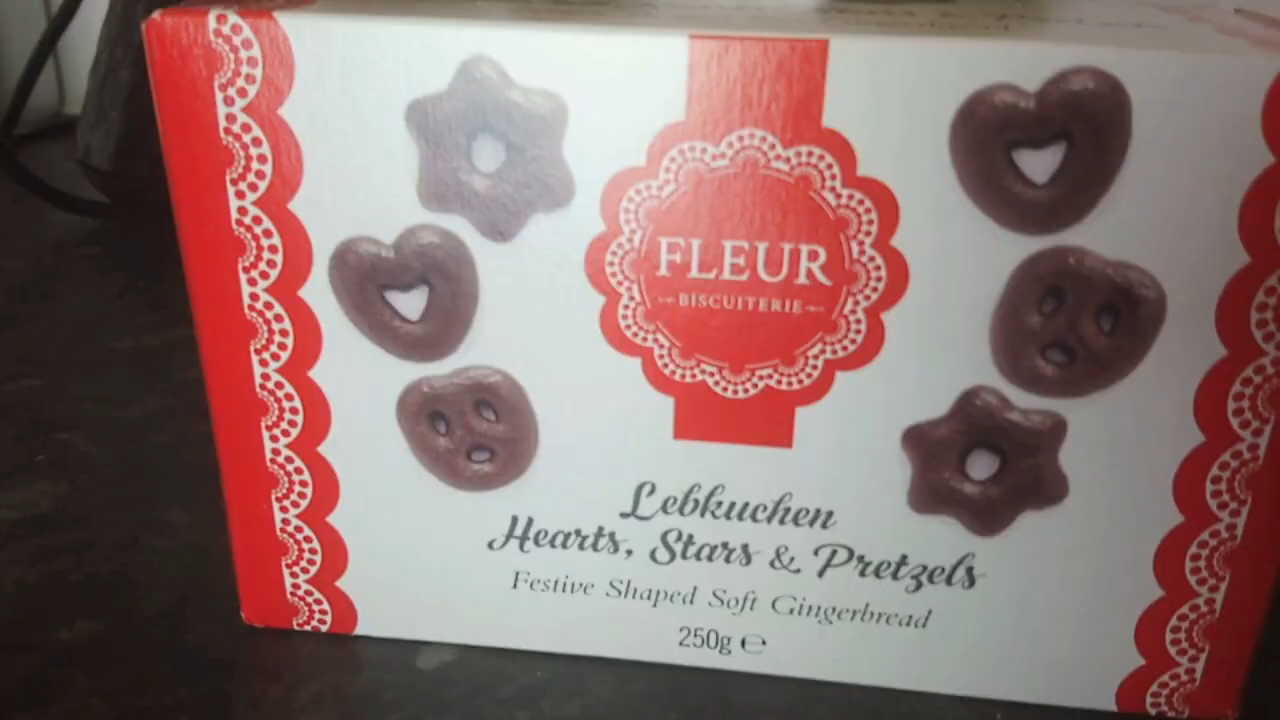 FLEUR
BISCUITERIE
Lebkuchen
Hearts, Stars & Pretzels
Festive Shaped Soft Gingerbread
250g ℮